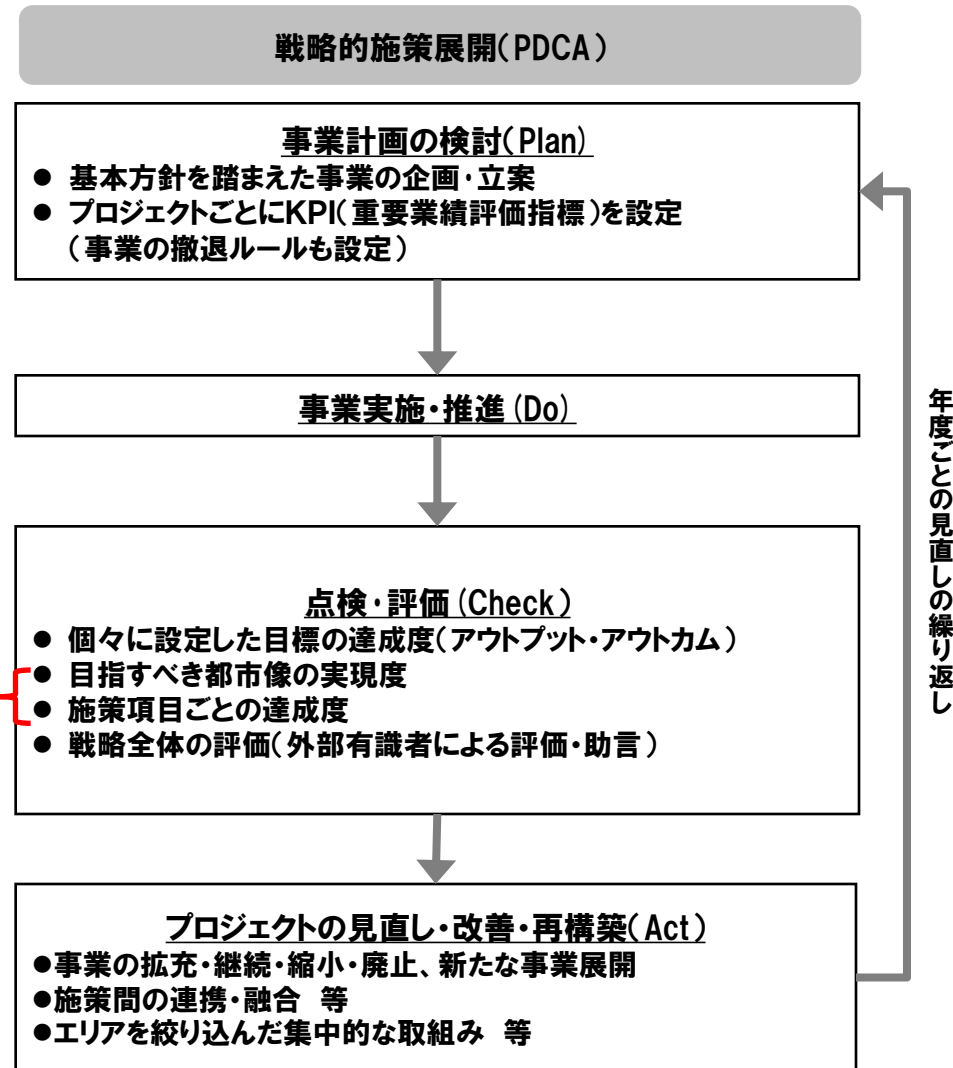 戦略的施策展開(PDCA)
事業計画の検討(Plan)
● 基本方針を踏まえた事業の企画・立案
● プロジェクトごとにKPI(重要業績評価指標)を設定
(事業の撤退ルールも設定)
事業実施・推進(Do)
点検・評価(Check)
● 個々に設定した目標の達成度(アウトプット・アウトカム)
● 目指すべき都市像の実現度
● 施策項目ごとの達成度
● 戦略全体の評価(外部有識者による評価・助言)
プロジェクトの見直し・改善・再構築(Act)
●事業の拡充・継続・縮小・廃止、新たな事業展開
●施策間の連携・融合 等
●エリアを絞り込んだ集中的な取組み 等
年度ごとの見直しの繰り返し